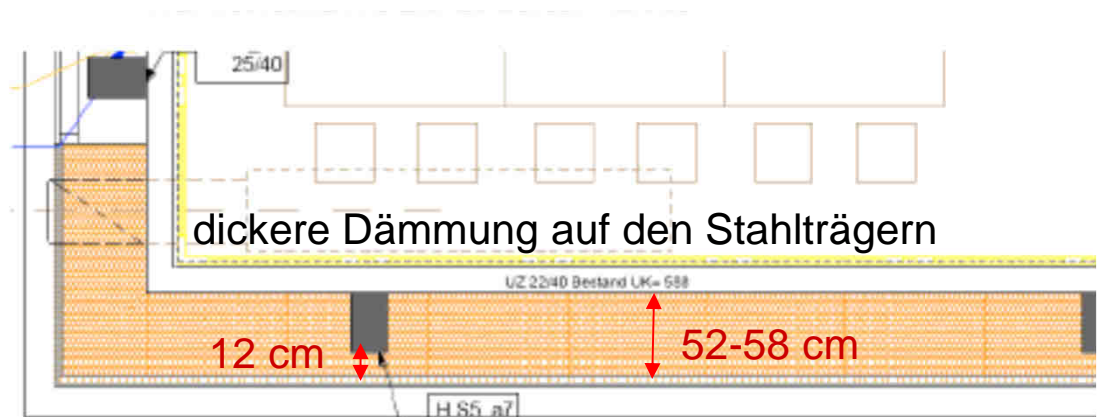 25/40
dickere Dämmung auf den Stahlträgern
UZ 22/40 Bestand UK= 588
12 cm
52-58 cm
H S5 a7